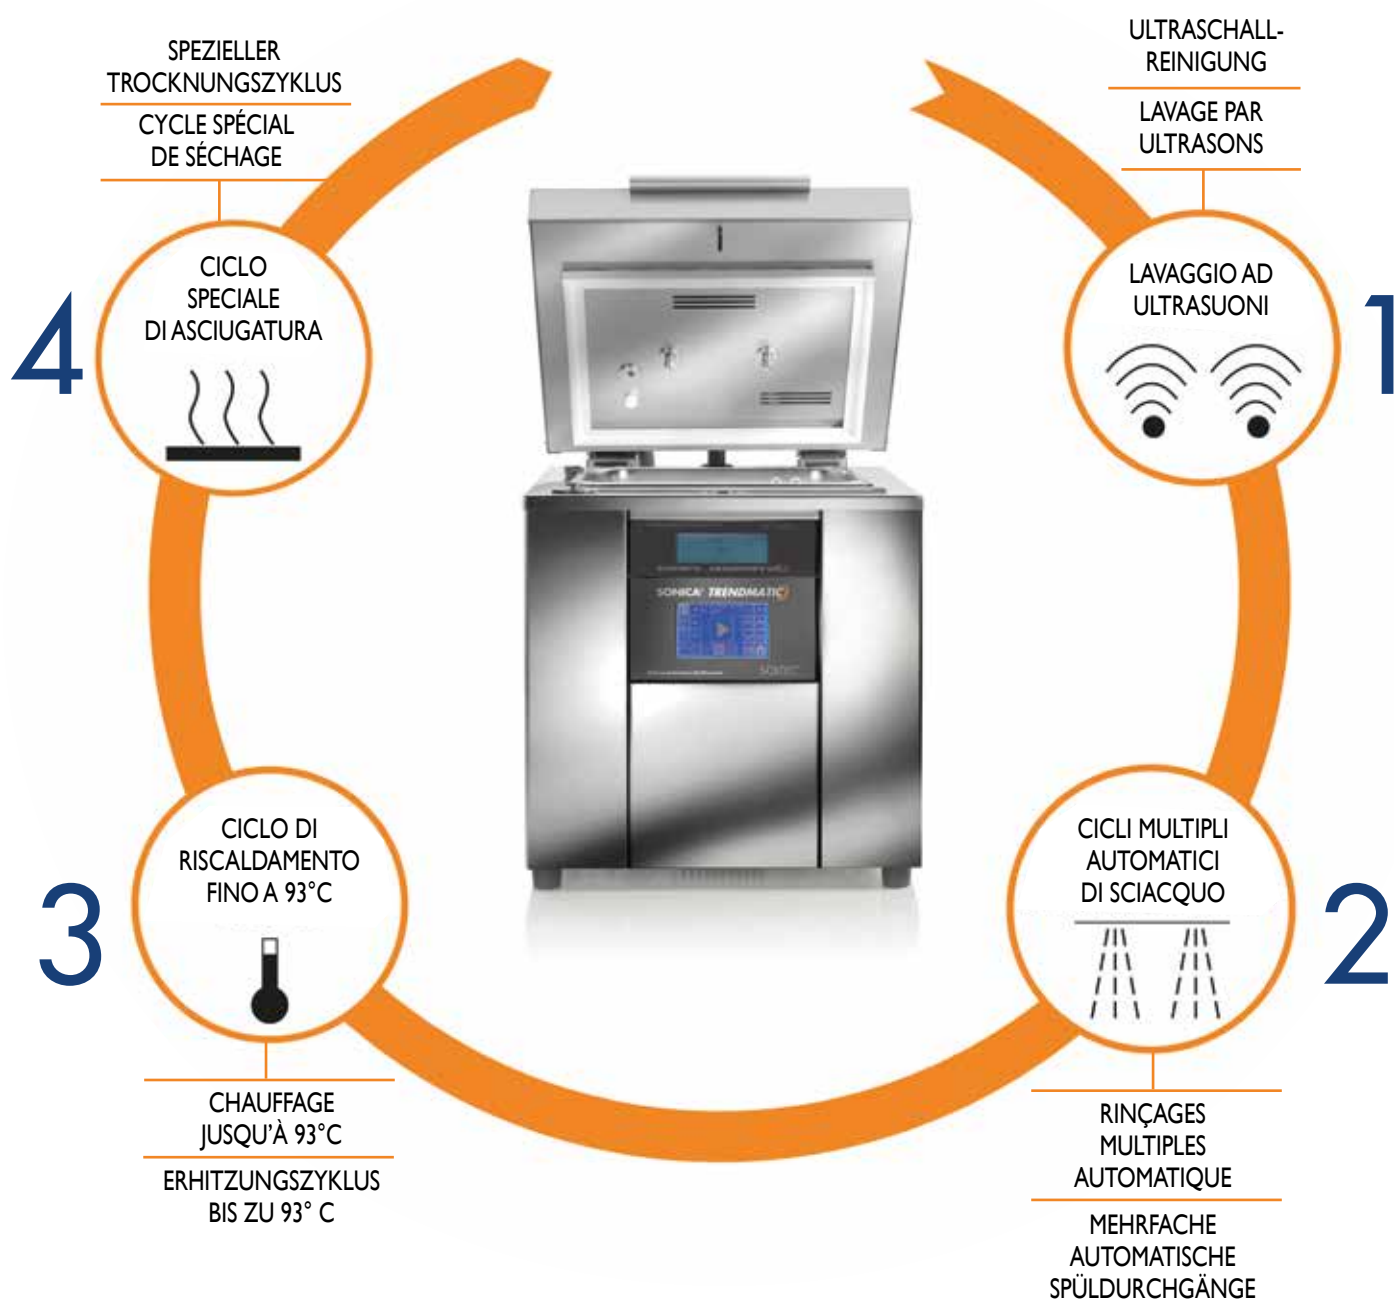 ULTRASCHALL-
REINIGUNG
LAVAGE PAR
ULTRASONS
LAVAGGIO AD
ULTRASUONI
1
CICLI MULTIPLI
AUTOMATICI
DI SCIACQUO
2
RINÇAGES
MULTIPLES
AUTOMATIQUE
MEHRFACHE
AUTOMATISCHE
SPÜLDURCHGÄNGE
CICLO DI
RISCALDAMENTO
FINO A 93°C
3
CHAUFFAGE
JUSQU'À 93°C
ERHITZUNGSZYKLUS
BIS ZU 93° C
SPEZIELLER
TROCKNUNGSZYKLUS
CYCLE SPÉCIAL
DE SÉCHAGE
CICLO
SPECIALE
DI ASCIUGATURA
4
SONICA® TRENDMATIC